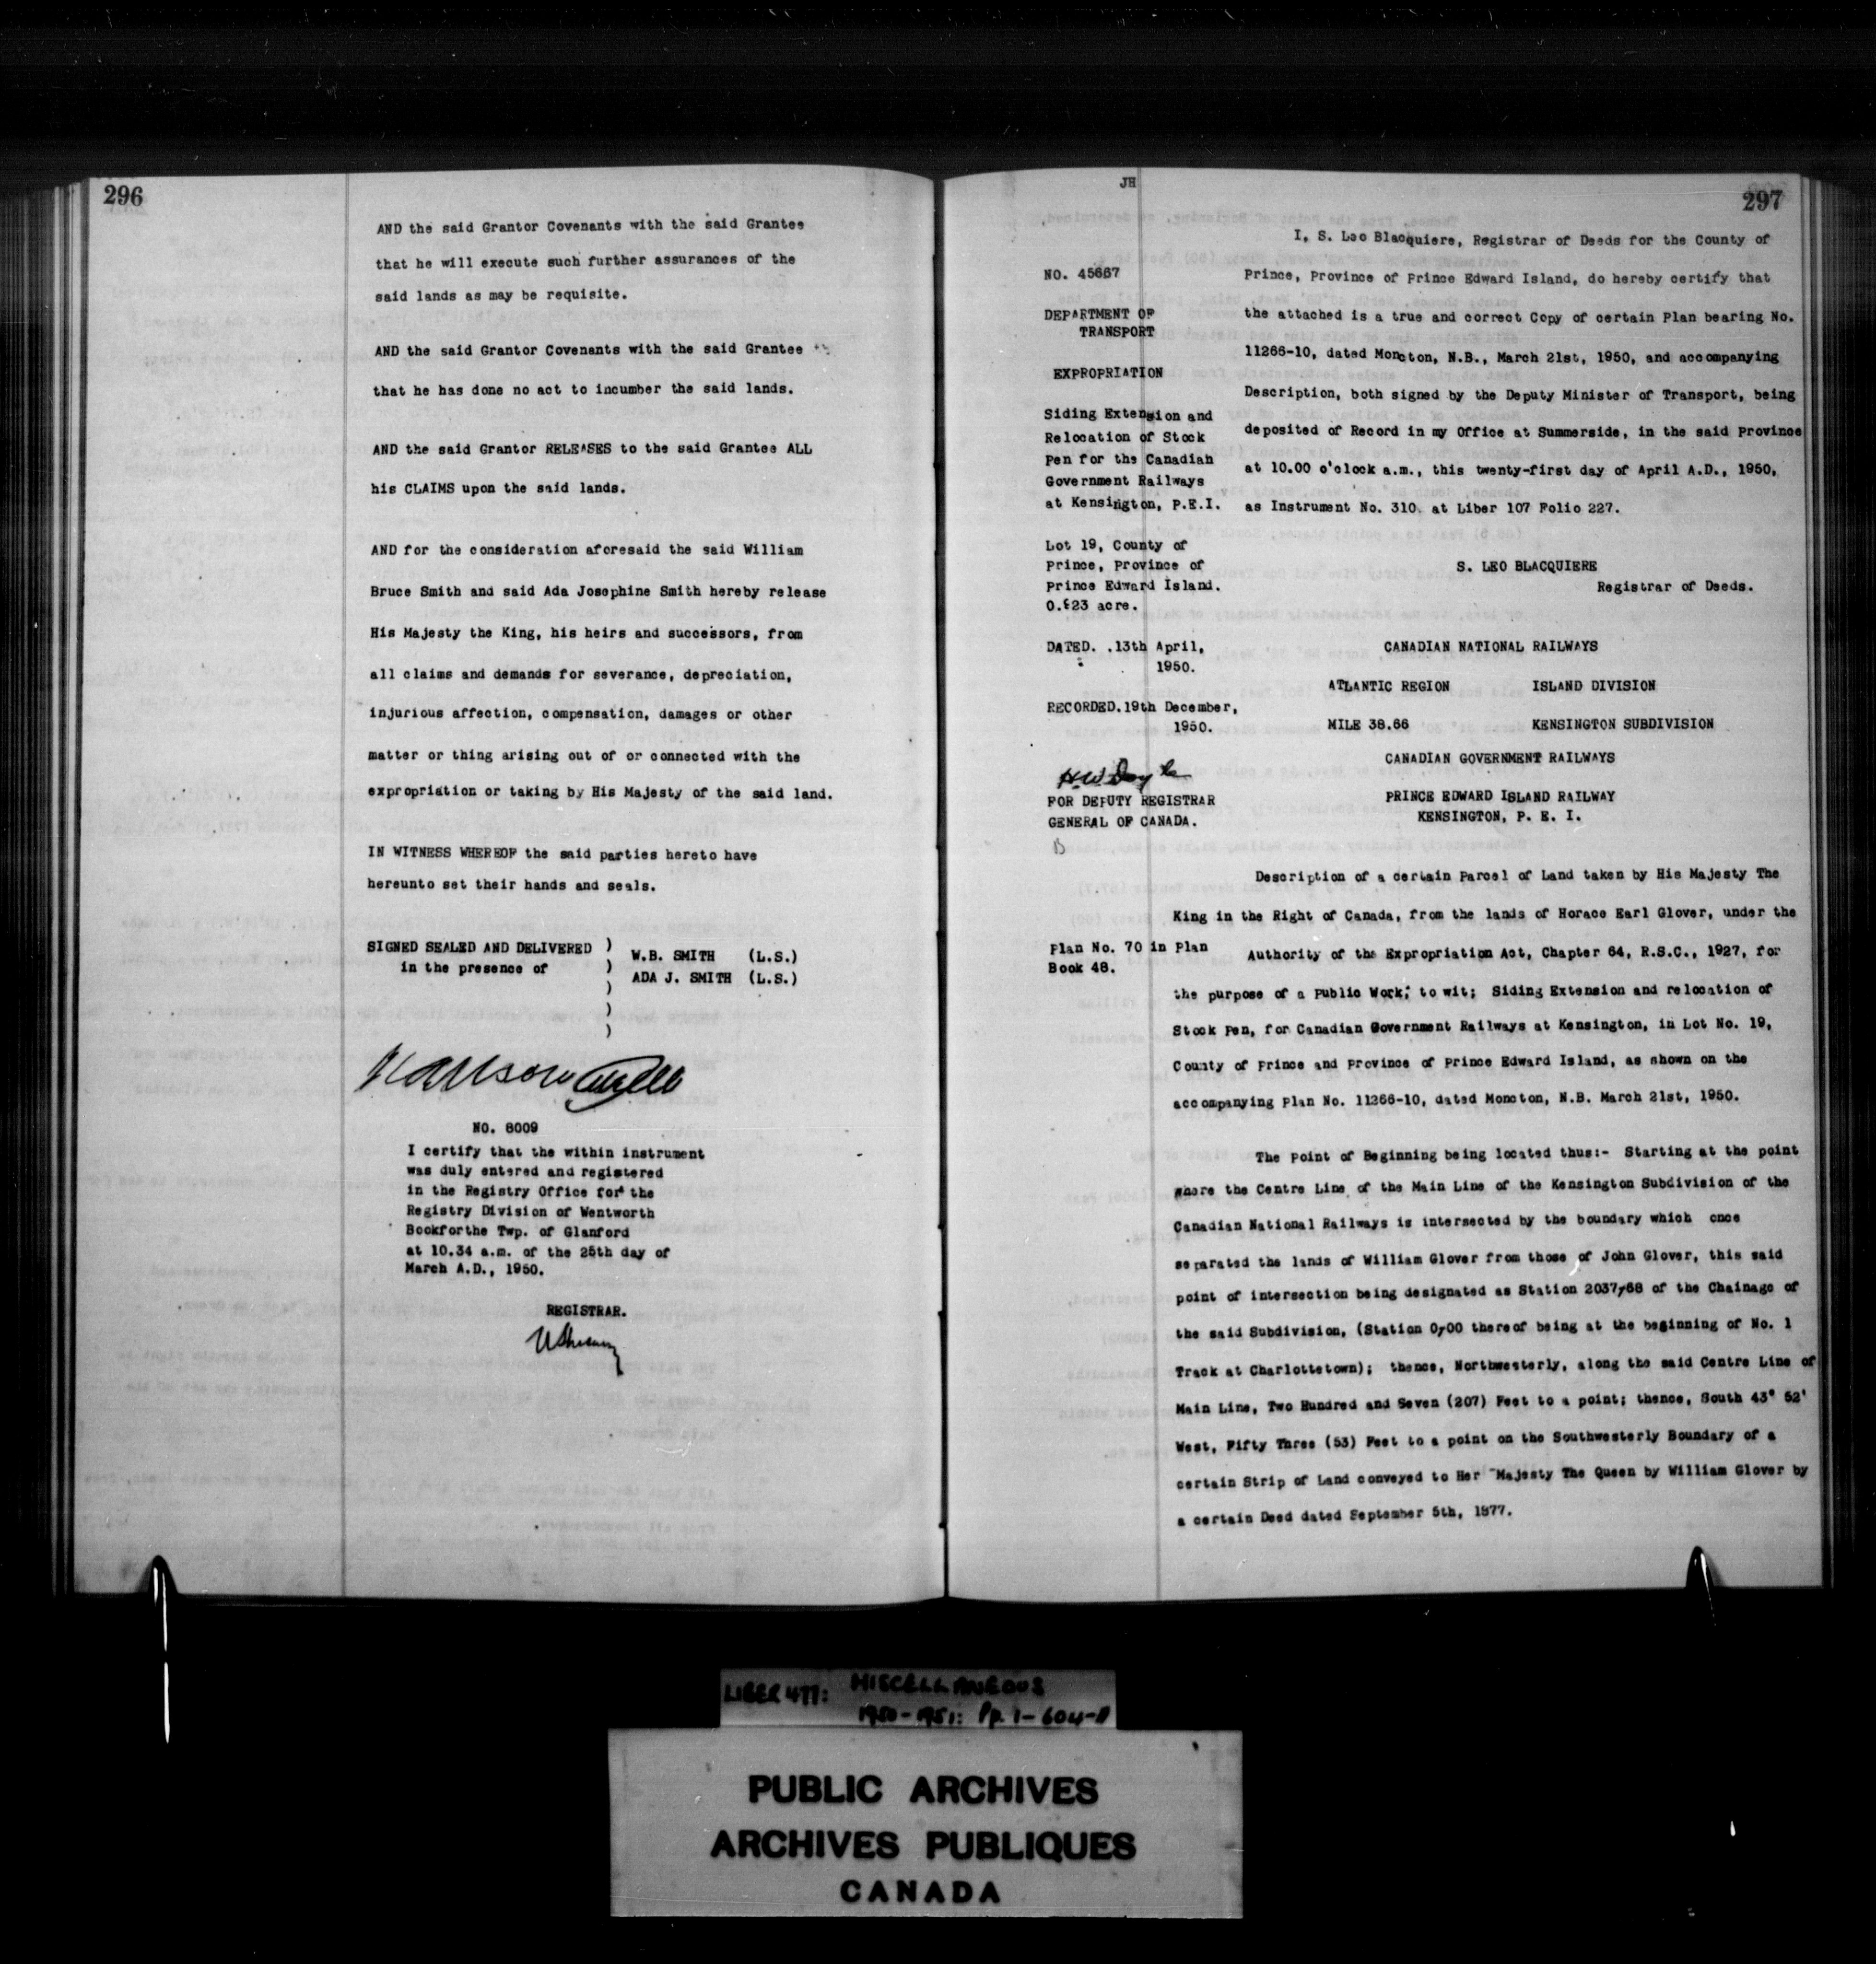 296
AND the said Grantor Covenants with the said Grantee
that he will execute such further assurances of the
said lands as may be requisite.
AND the said Grantor Covenants with the said Grantee
that he has done no act to incumber the said lands.
AND the said Grantor RELEASES to the said Grantee ALL
his CLAIMS upon the said lands.
AND for the consideration aforesaid the said William
Bruce Smith and said Ada Josephine Smith hereby release
His Majesty the King, his heirs and successors, from
all claims and demands for severance, depreciation,
injurious affection, compensation, damages or other
matter or thing arising out of or connected with the
expropriation or taking by His Majesty of the said land.
IN WITNESS WHEREOF the said parties hereto have
hereunto set their hands and seals.
SIGNED SEALED AND DELIVERED )
in the presence of )
)
)
)
W.B. SMITH (L.S.)
ADA J. SMITH (L.S.)
NO. 8009
I certify that the within instrument
was duly entered and registered
in the Registry Office for the
Registry Division of Wentworth
Bookforthe Twp. of Glanford
at 10.34 a.m. of the 25th day of
March A.D., 1950.
REGISTRAR.
JH
297
NO. 45667
DEPARTMENT OF
TRANSPORT
EXPROPRIATION
Siding Extension and
Relocation of Stock
Pen for the Canadian
Government Railways
at Kensington, P.E.I.
Lot 19, County of
Prince, Province of
Prince Edward Island.
acre.
DATED. .13th April,
1950.
RECORDED.19th December,
1950.
H.W. Doyle
FOR DEPUTY REGISTRAR
GENERAL OF CANADA.
B
Plan No. 70 in Plan
Book 48.
I, S. Leo Blacquiere, Registrar of Deeds for the County of
Prince, Province of Prince Edward Island, do hereby certify that
the attached is a true and correct Copy of certain Plan bearing No.
11266-10, dated Moncton, N.B., March 21st, 1950, and accompanying
Description, both signed by the Deputy Minister of Transport, being
deposited of Record in my Office at Summerside, in the said Province
at 10.00 o'clock a.m., this twenty-first day of April A.D., 1950,
as Instrument No. 310. at Liber 107 Folio 227.
S. LEO BLACQUIERE
Registrar of Deeds.
CANADIAN NATIONAL RAILWAYS
ATLANTIC REGION ISLAND DIVISION
MILE 38.66 KENSINGTON SUBDIVISION
CANADIAN GOVERNMENT RAILWAYS
PRINCE EDWARD ISLAND RAILWAY
KENSINGTON, P. E. I.
Description of a certain Parcel of Land taken by His Majesty The
King in the Right of Canada, from the lands of Horace Earl Glover, under the
Authority of the Expropriation Act, Chapter 64, R.S.C., 1927, for
the purpose of a Public Work; to wit; Siding Extension and relocation of
Stock Pen, for Canadian Government Railways at Kensington, in Lot No. 19,
County of Prince and Province of Prince Edward Island, as shown on the
accompanying Plan No. 11266-10, dated Moncton, N.B. March 21st, 1950.
The Point of Beginning being located thus:- Starting at the point
where the Centre Line of the Main Line of the Kensington Subdivision of the
Canadian National Railways is intersected by the boundary which once
separated the lands of William Glover from those of John Glover, this said
point of intersection being designated as Station 2037+68 of the Chainage of
the said Subdivision, (Station 0+00 thereof being at the beginning of No. 1
Track at Charlottetown); thence, Northwesterly, along the said Centre Line of
Main Line, Two Hundred and Seven (207) Feet to a point; thence, South 43° 52'
West, Fifty Three (53) Feet to a point on the Southwesterly Boundary of a
certain Strip of Land conveyed to Her Majesty The Queen by William Glover by
a certain Deed dated September 5th, 1877.
LIBER 477: MISCELLANEOUS
1950-1951: Pp. 1-604-A
PUBLIC ARCHIVES
ARCHIVES PUBLIQUES
CANADA